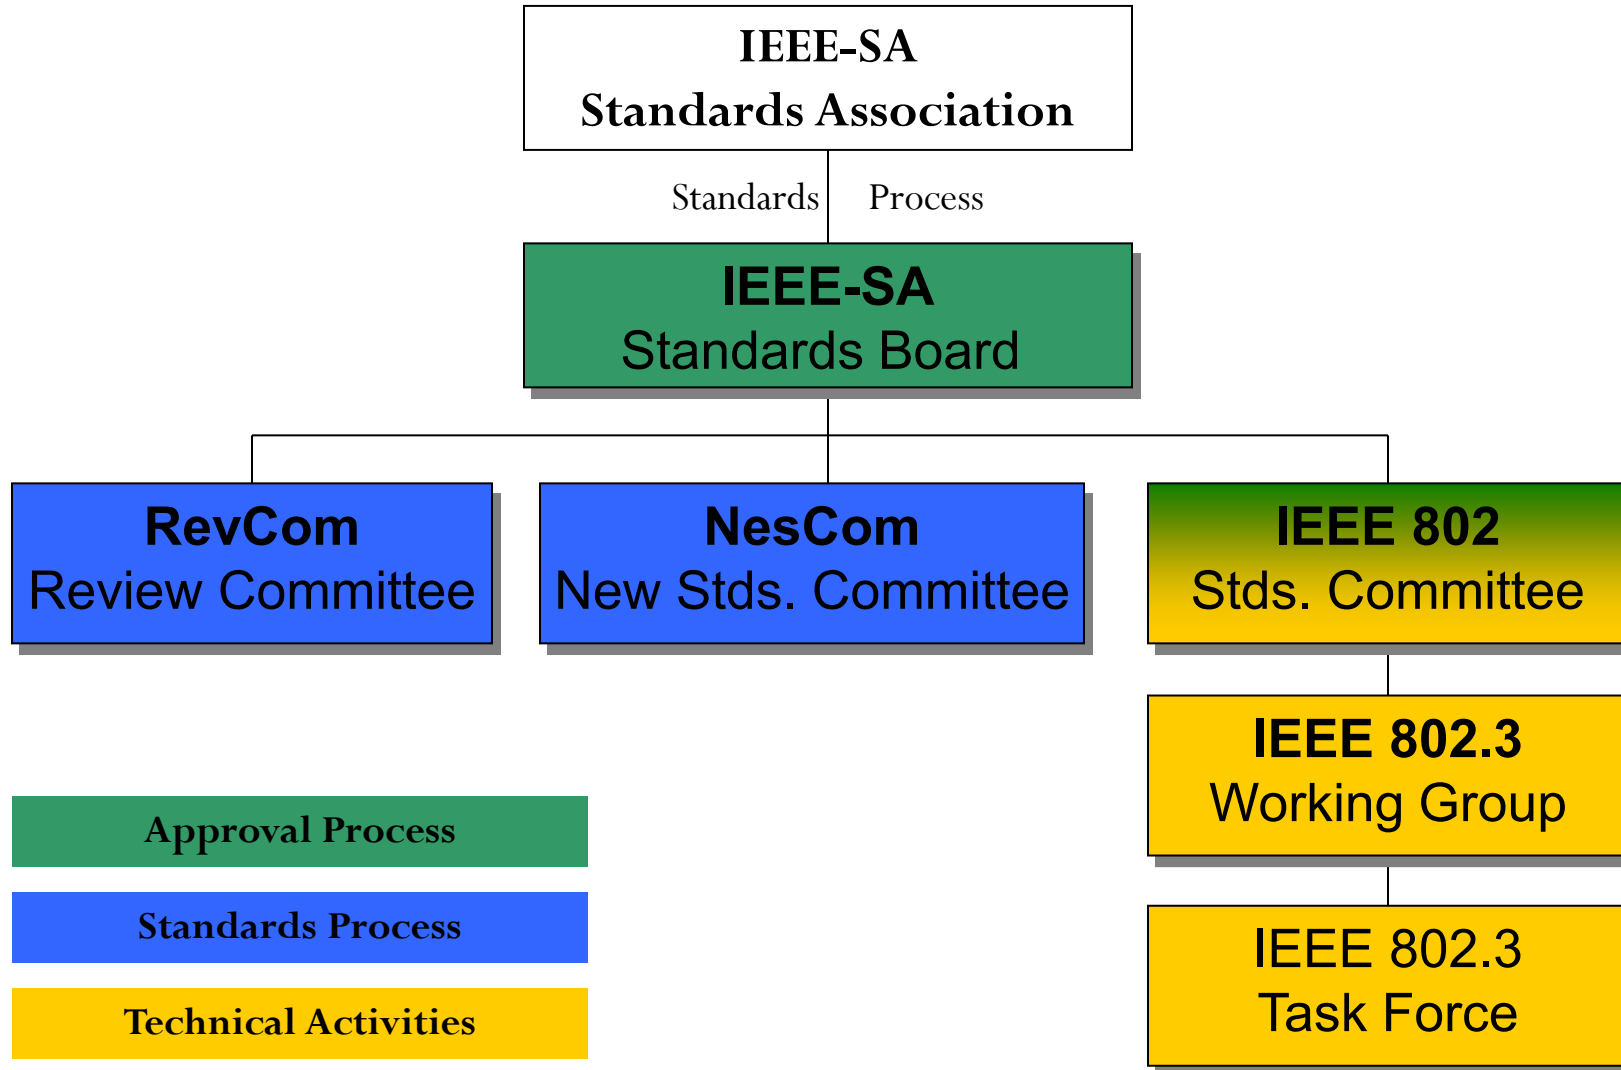 IEEE-SA
Standards Association
Standards Process
IEEE-SA
Standards Board
RevCom
Review Committee
NesCom
New Stds. Committee
IEEE 802
Stds. Committee
IEEE 802.3
Working Group
IEEE 802.3
Task Force
Approval Process
Standards Process
Technical Activities